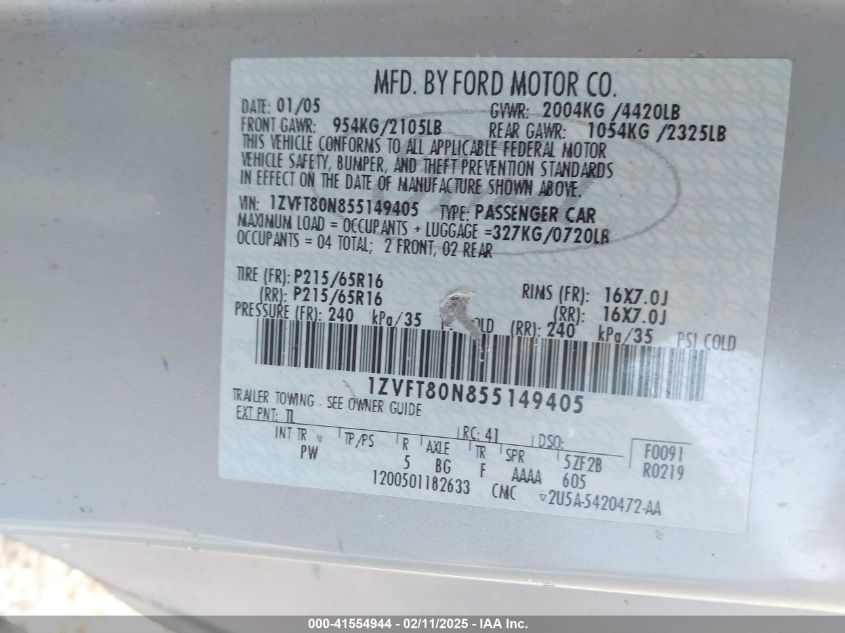 MFD. BY FORD MOTOR CO.
DATE: 01/05 GVWR: 2004KG /4420LB
FRONT GAWR: 954KG/2105LB REAR GAWR: 1054KG /2325LB
THIS VEHICLE CONFORMS TO ALL APPLICABLE FEDERAL MOTOR
VEHICLE SAFETY, BUMPER, AND THEFT PREVENTION STANDARDS
IN EFFECT ON THE DATE OF MANUFACTURE SHOWN ABOVE.
VIN: 1ZVFT80N855149405 TYPE: PASSENGER CAR
MAXIMUM LOAD = OCCUPANTS + LUGGAGE =327KG/0720LB
OCCUPANTS = 04 TOTAL; 2 FRONT, 02 REAR
TIRE (FR): P215/65R16 RIMS (FR): 16X7.0J
(RR): P215/65R16 (RR): 16X7.0J
PRESSURE (FR): 240 kPa/35 (RR): 240 kPa/35 PSI COLD
1ZVFT80N855149405
TRAILER TOWING - SEE OWNER GUIDE
EXT PNT: TL RC: 41 DSO: F0091
INT TR TP/PS R AXLE TR SPR 5ZF2B R0219
PW 5 BG F AAAA 605
1200501182633 CMC 2U5A-5420472-AA
000-41554944 - 02/11/2025 - IAA Inc.